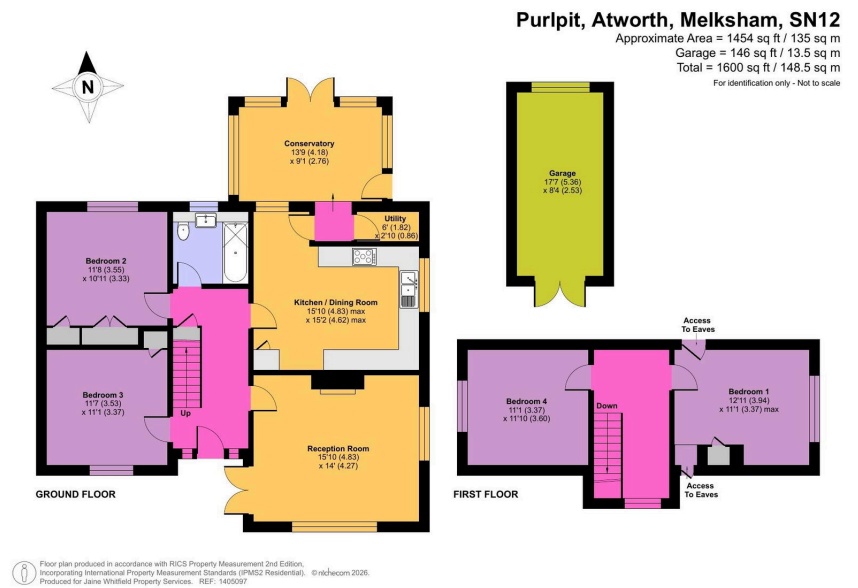 Purlpit, Atworth, Melksham, SN12
Approximate Area = 1454 sq ft / 135 sq m
Garage = 146 sq ft / 13.5 sq m
Total = 1600 sq ft / 148.5 sq m
For identification only - Not to scale
N
Conservatory
13'9 (4.18)
x 9'1 (2.76)
Garage
17'7 (5.36)
x 8'4 (2.53)
Utility
6' (1.82)
x 2'10 (0.86)
Bedroom 2
11'8 (3.55)
x 10'11 (3.33)
Kitchen / Dining Room
15'10 (4.83) max
x 15'2 (4.62) max
Bedroom 3
11'7 (3.53)
x 11'1 (3.37)
Up
Reception Room
15'10 (4.83)
x 14' (4.27)
GROUND FLOOR
Access
To Eaves
Bedroom 4
11'1 (3.37)
x 11'10 (3.60)
Down
Bedroom 1
12'11 (3.94)
x 11'1 (3.37) max
Access
To Eaves
FIRST FLOOR
Floor plan produced in accordance with RICS Property Measurement 2nd Edition,
Incorporating International Property Measurement Standards (IPMS2 Residential). © nichecom 2026.
Produced for Jaine Whitfield Property Services. REF: 1405097